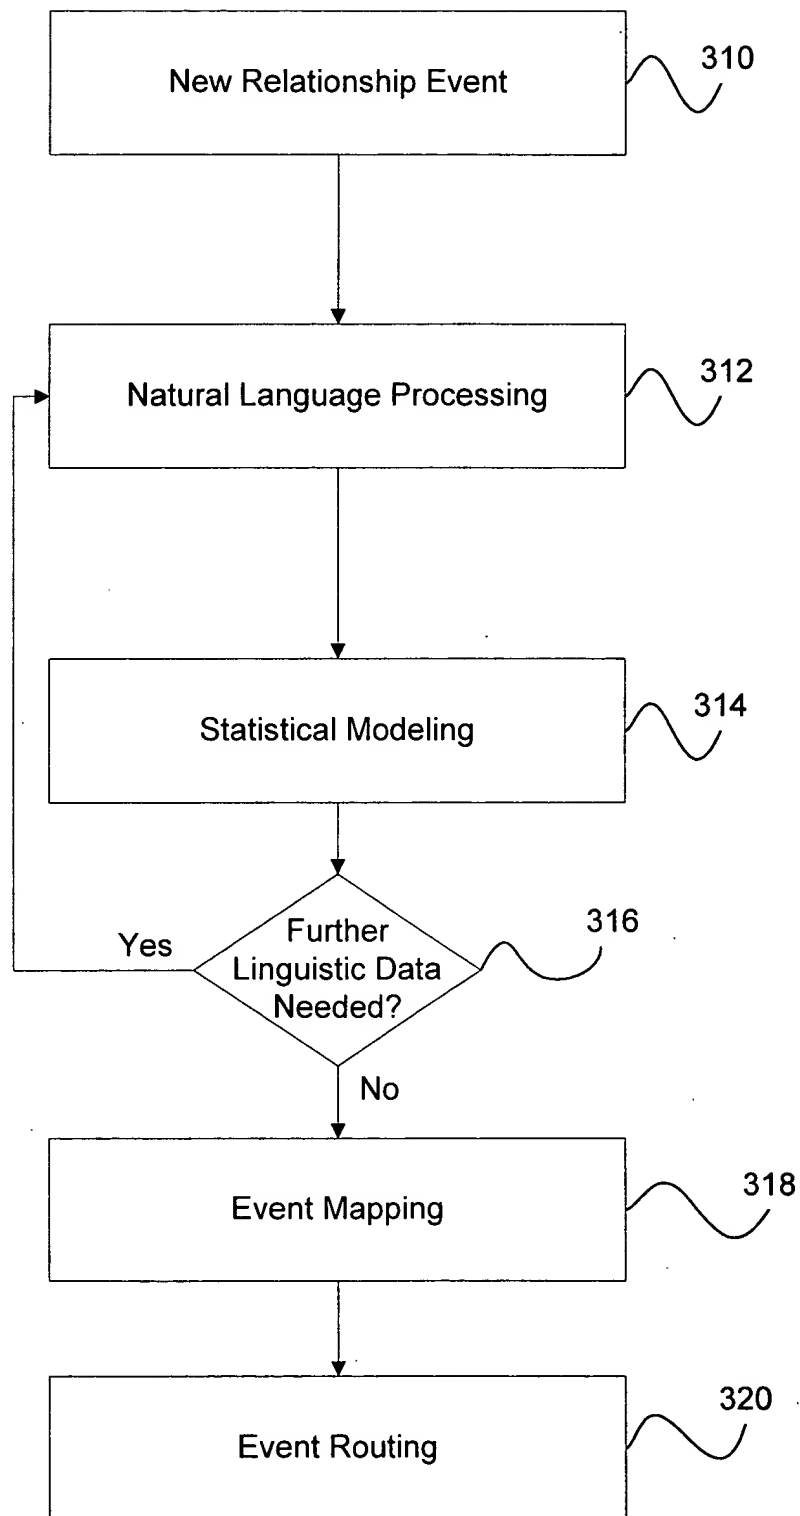 New Relationship Event
310
Natural Language Processing
312
Statistical Modeling
314
Further
Linguistic Data
Needed?
316
Yes
No
Event Mapping
318
Event Routing
320